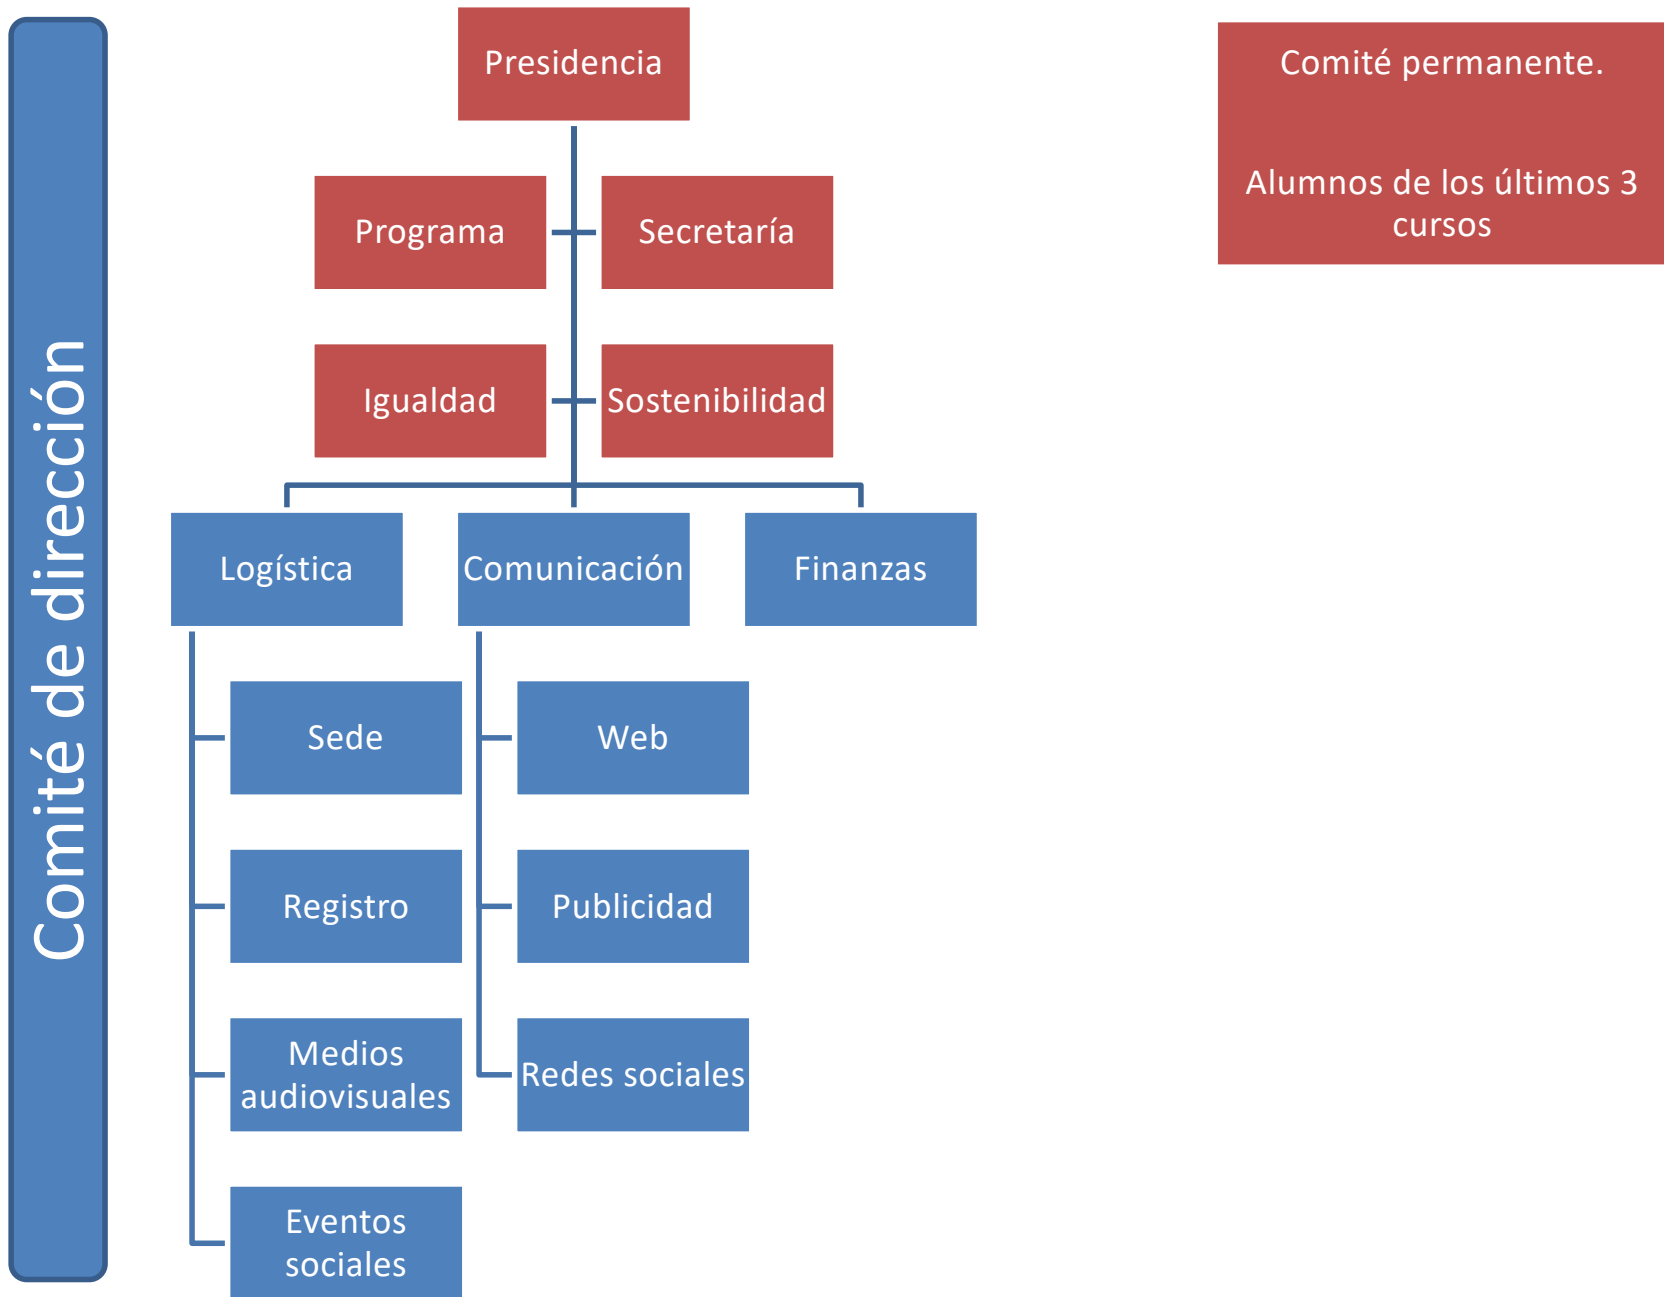 Comité de dirección
Presidencia
Comité permanente.
Alumnos de los últimos 3
cursos
Programa
Secretaría
Igualdad
Sostenibilidad
Logística
Comunicación
Finanzas
Sede
Web
Registro
Publicidad
Medios
audiovisuales
Redes sociales
Eventos
sociales